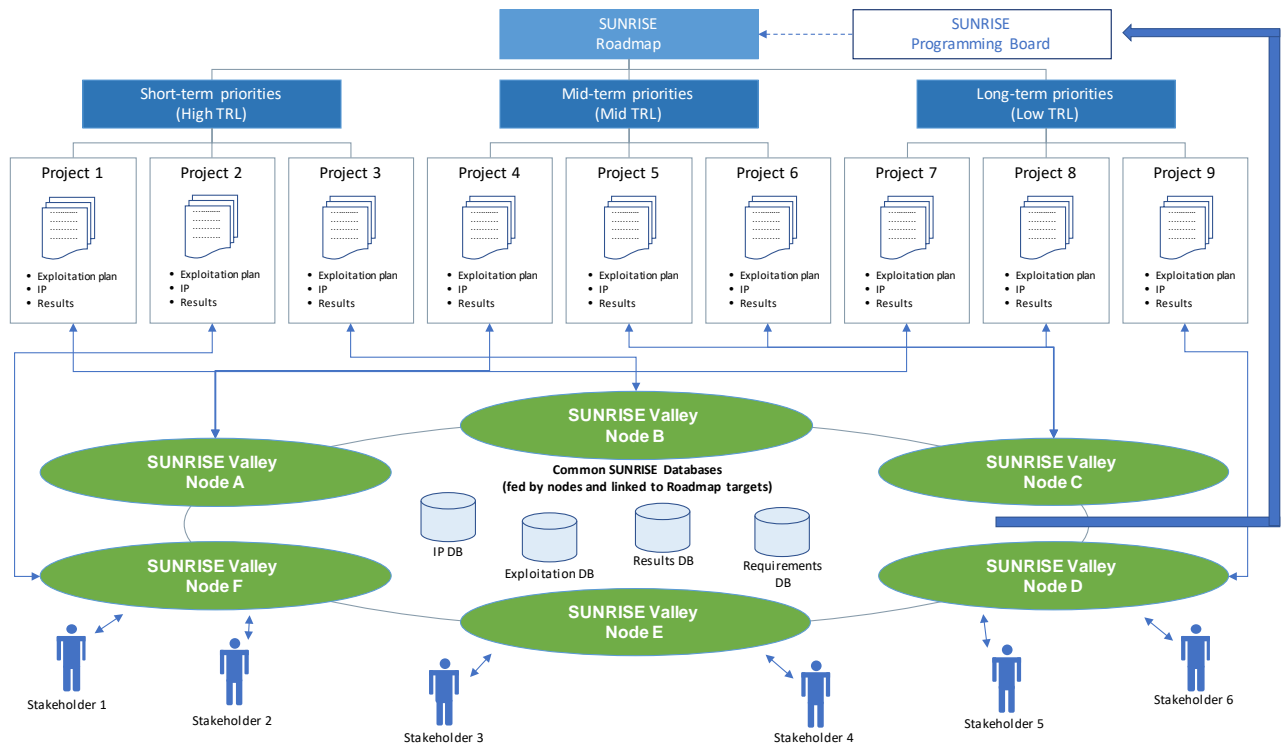 SUNRISE
Roadmap
SUNRISE
Programming Board
Short-term priorities
(High TRL)
Mid-term priorities
(Mid TRL)
Long-term priorities
(Low TRL)
Project 1
• Exploitation plan
• IP
• Results
Project 2
• Exploitation plan
• IP
• Results
Project 3
• Exploitation plan
• IP
• Results
Project 4
• Exploitation plan
• IP
• Results
Project 5
• Exploitation plan
• IP
• Results
Project 6
• Exploitation plan
• IP
• Results
Project 7
• Exploitation plan
• IP
• Results
Project 8
• Exploitation plan
• IP
• Results
Project 9
• Exploitation plan
• IP
• Results
SUNRISE Valley
Node B
SUNRISE Valley
Node A
Common SUNRISE Databases
(fed by nodes and linked to Roadmap targets)
SUNRISE Valley
Node C
IP DB
Exploitation DB
Results DB
Requirements
DB
SUNRISE Valley
Node F
SUNRISE Valley
Node E
SUNRISE Valley
Node D
Stakeholder 1
Stakeholder 2
Stakeholder 3
Stakeholder 4
Stakeholder 5
Stakeholder 6